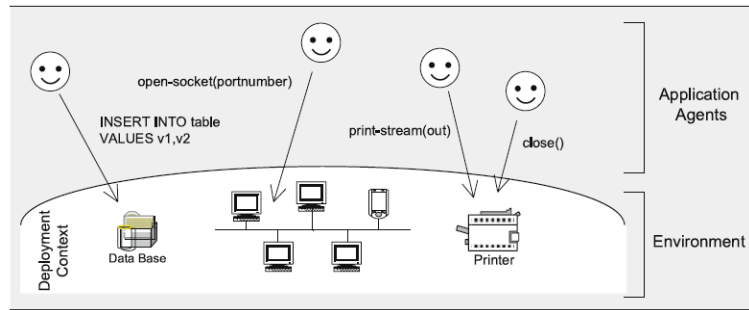 open-socket(portnumber)
INSERT INTO table
VALUES v1,v2
print-stream(out)
close()
Application
Agents
Deployment
Context
Data Base
Printer
Environment